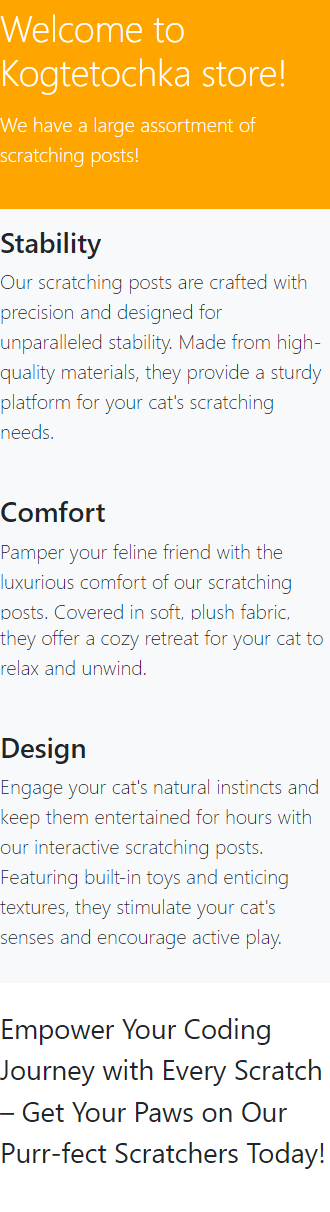 Welcome to
Kogtetochka store!
We have a large assortment of
scratching posts!
Stability
Our scratching posts are crafted with
precision and designed for
unparalleled stability. Made from high-
quality materials, they provide a sturdy
platform for your cat's scratching
needs.
Comfort
Pamper your feline friend with the
luxurious comfort of our scratching
posts. Covered in soft, plush fabric,
they offer a cozy retreat for your cat to
relax and unwind.
Design
Engage your cat's natural instincts and
keep them entertained for hours with
our interactive scratching posts.
Featuring built-in toys and enticing
textures, they stimulate your cat's
senses and encourage active play.
Empower Your Coding
Journey with Every Scratch
– Get Your Paws on Our
Purr-fect Scratchers Today!